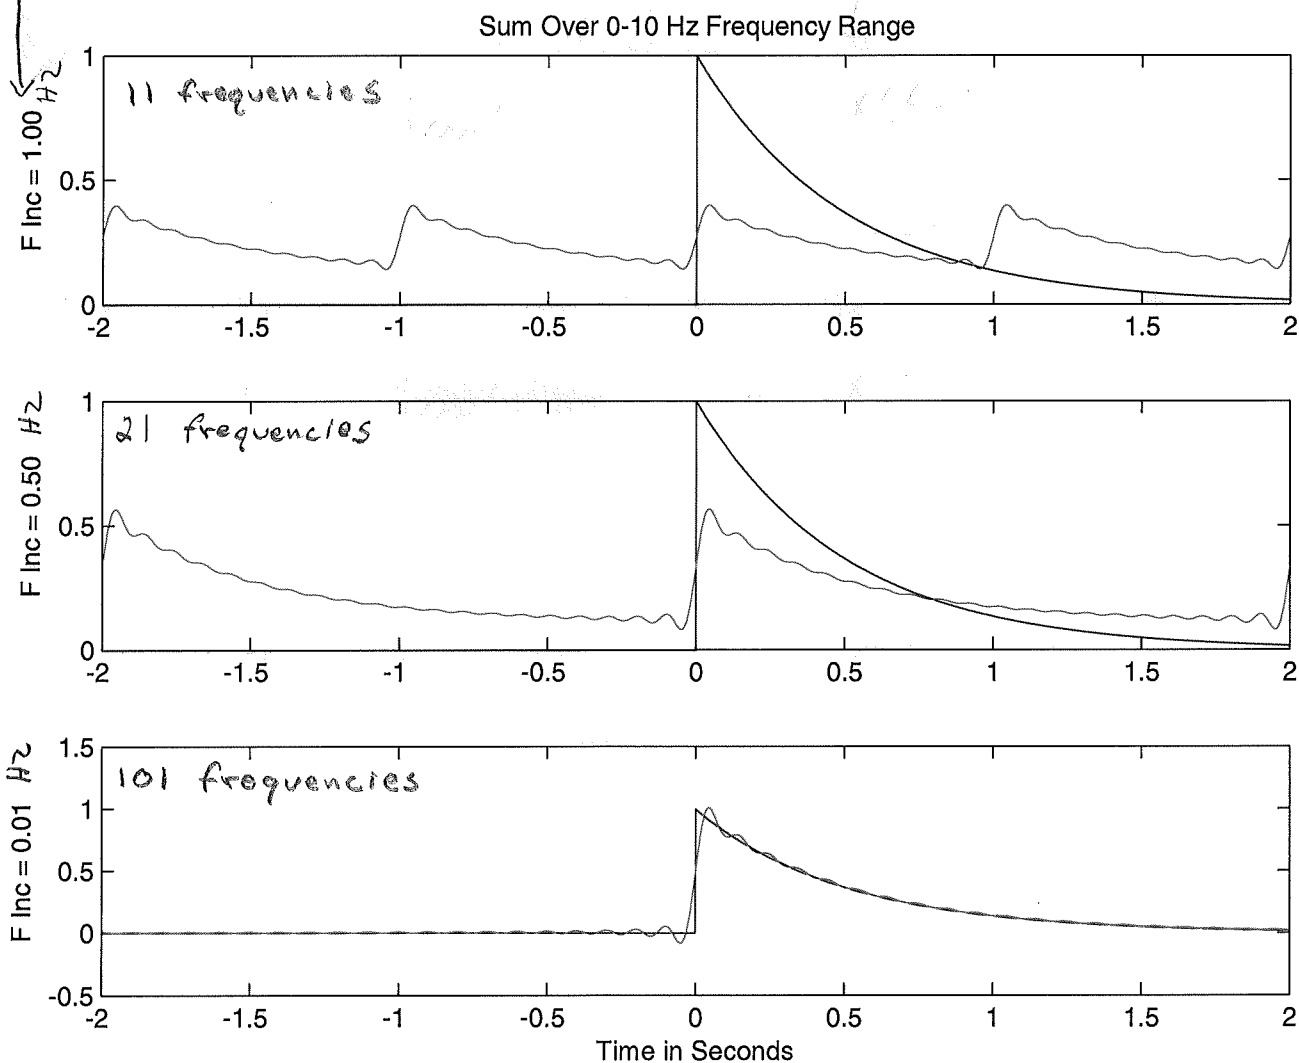 Sum Over 0-10 Hz Frequency Range
F Inc = 1.00 Hz
11 frequencies
1
0.5
0
-2 -1.5 -1 -0.5 0 0.5 1 1.5 2
F Inc = 0.50 Hz
21 frequencies
1
0.5
0
-2 -1.5 -1 -0.5 0 0.5 1 1.5 2
F Inc = 0.01 Hz
101 frequencies
1.5
1
0.5
0
-0.5
-2 -1.5 -1 -0.5 0 0.5 1 1.5 2
Time in Seconds